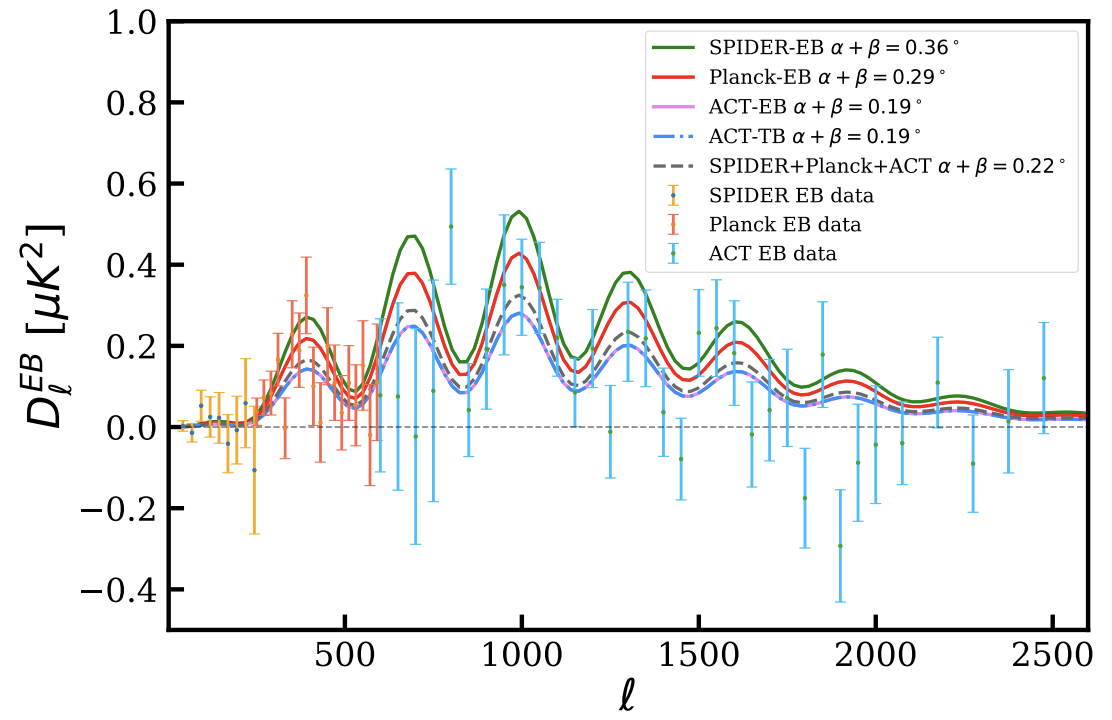 1.0
0.8
0.6
0.4
0.2
0.0
−0.2
−0.4
D_ℓ^{EB} [μK²]
500
1000
1500
2000
2500
ℓ
SPIDER-EB α + β = 0.36°
Planck-EB α + β = 0.29°
ACT-EB α + β = 0.19°
ACT-TB α + β = 0.19°
SPIDER+Planck+ACT α + β = 0.22°
SPIDER EB data
Planck EB data
ACT EB data